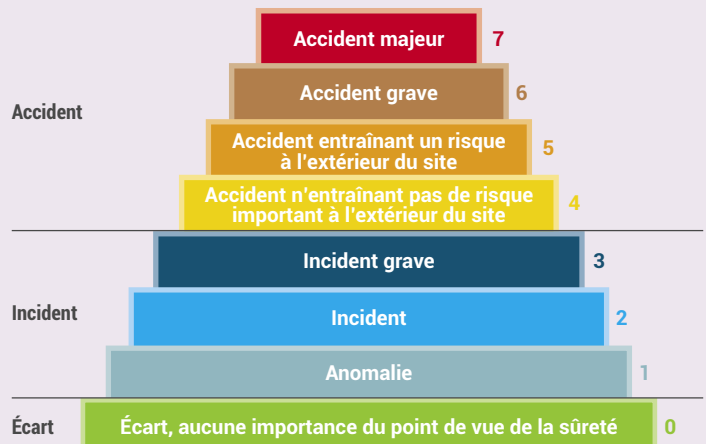 Accident majeur 7
Accident grave 6
Accident
Accident entraînant un risque
à l'extérieur du site 5
Accident n'entraînant pas de risque
important à l'extérieur du site 4
Incident grave 3
Incident
Incident 2
Anomalie 1
Écart
Écart, aucune importance du point de vue de la sûreté 0